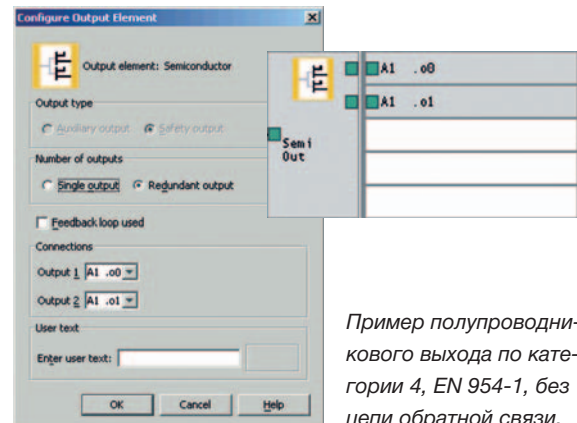 Configure Output Element
Output element: Semiconductor
Output type
Auxiliary output Safety output
Number of outputs
Single output Redundant output
Feedback loop used
Connections
Output 1 A1 .o0
Output 2 A1 .o1
User text
Enter user text:
OK Cancel Help
A1 .o0
A1 .o1
Semi
Out
Пример полупроводни-
кового выхода по кате-
гории 4, EN 954-1, без
цепи обратной связи.